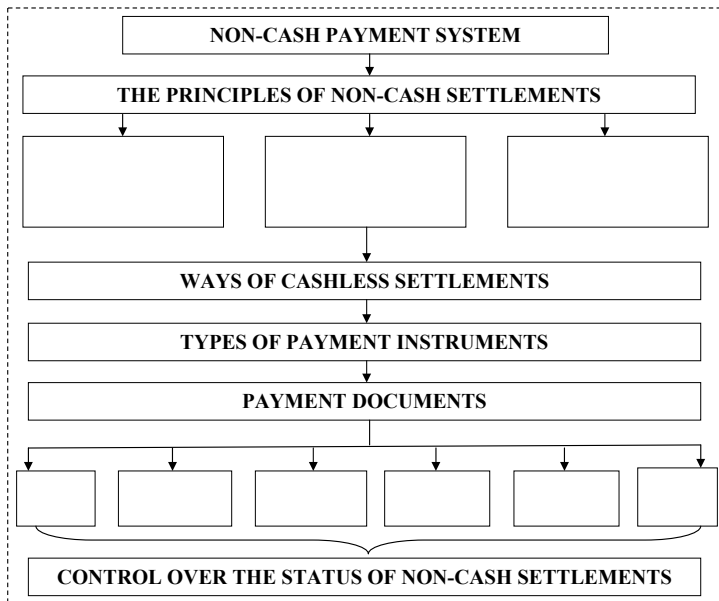 NON-CASH PAYMENT SYSTEM
THE PRINCIPLES OF NON-CASH SETTLEMENTS
WAYS OF CASHLESS SETTLEMENTS
TYPES OF PAYMENT INSTRUMENTS
PAYMENT DOCUMENTS
CONTROL OVER THE STATUS OF NON-CASH SETTLEMENTS